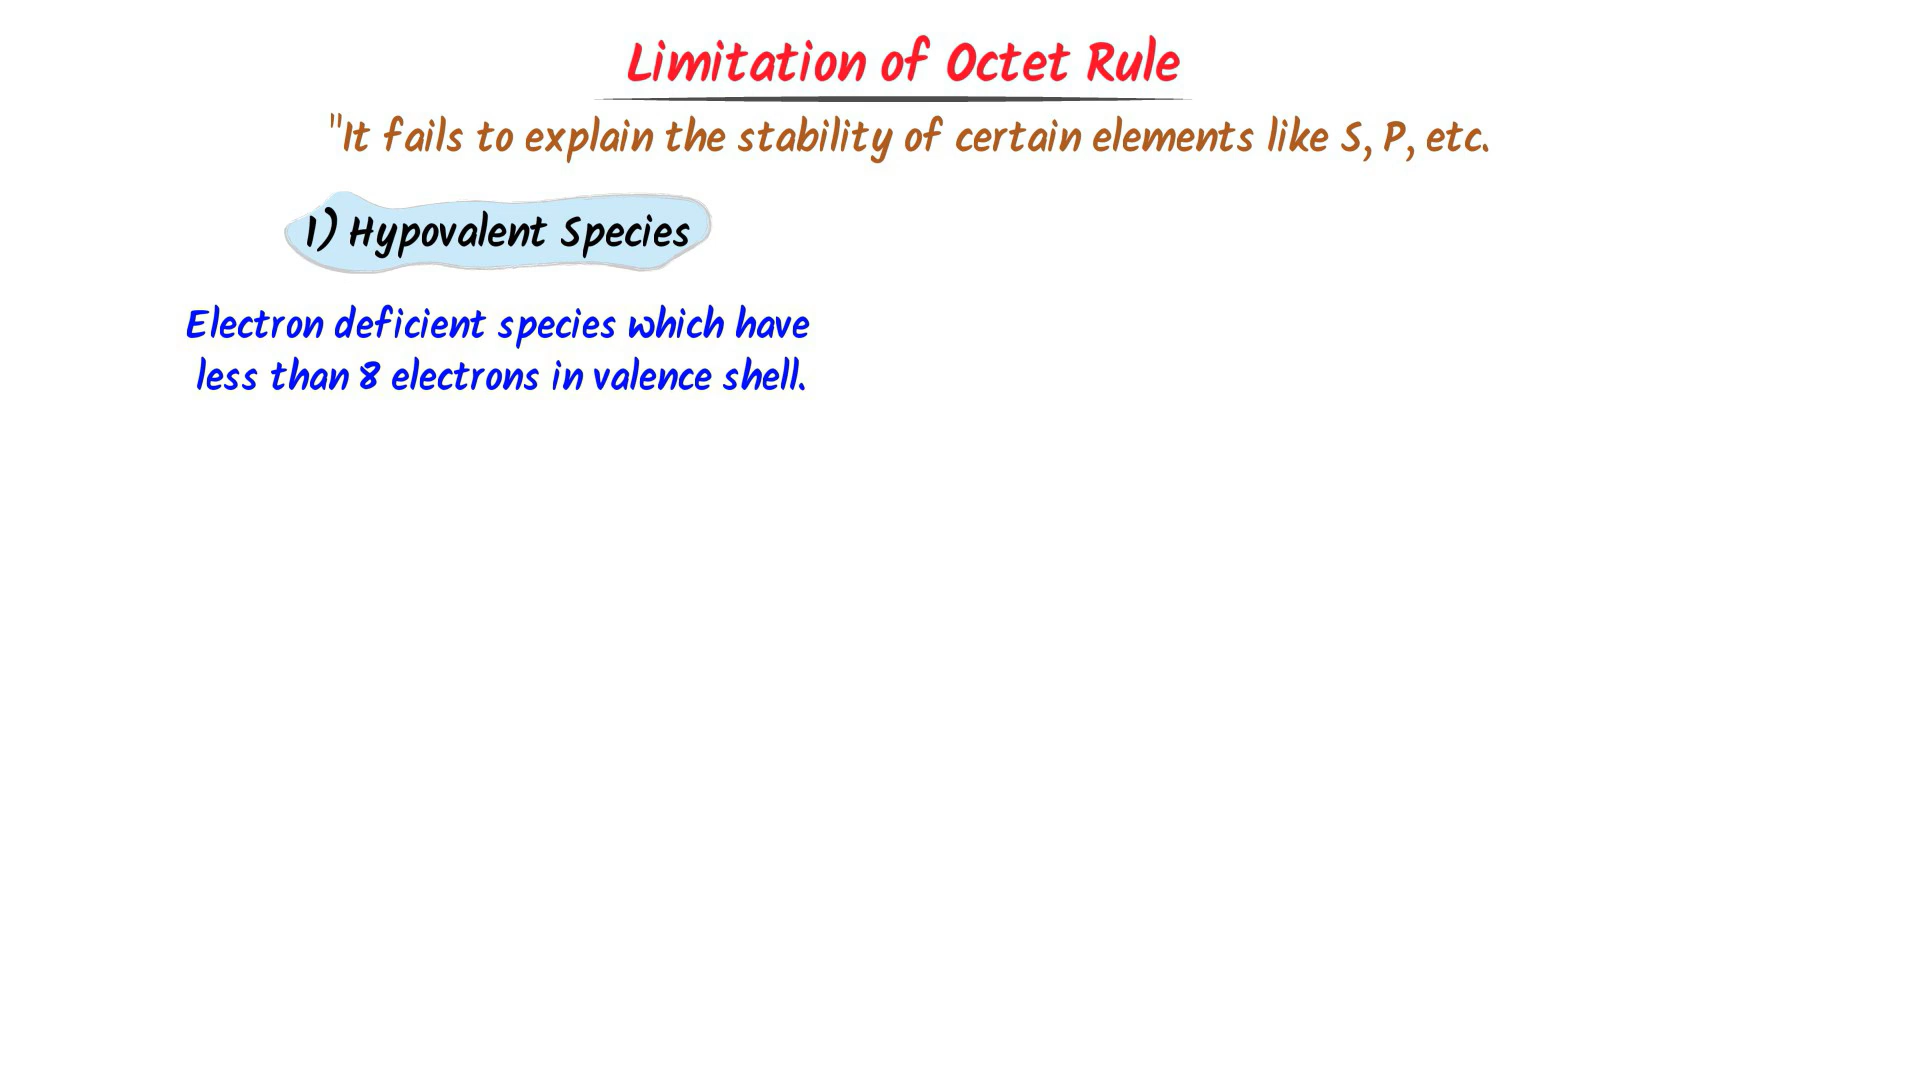 Limitation of Octet Rule
"It fails to explain the stability of certain elements like S, P, etc.
1) Hypovalent Species
Electron deficient species which have
less than 8 electrons in valence shell.